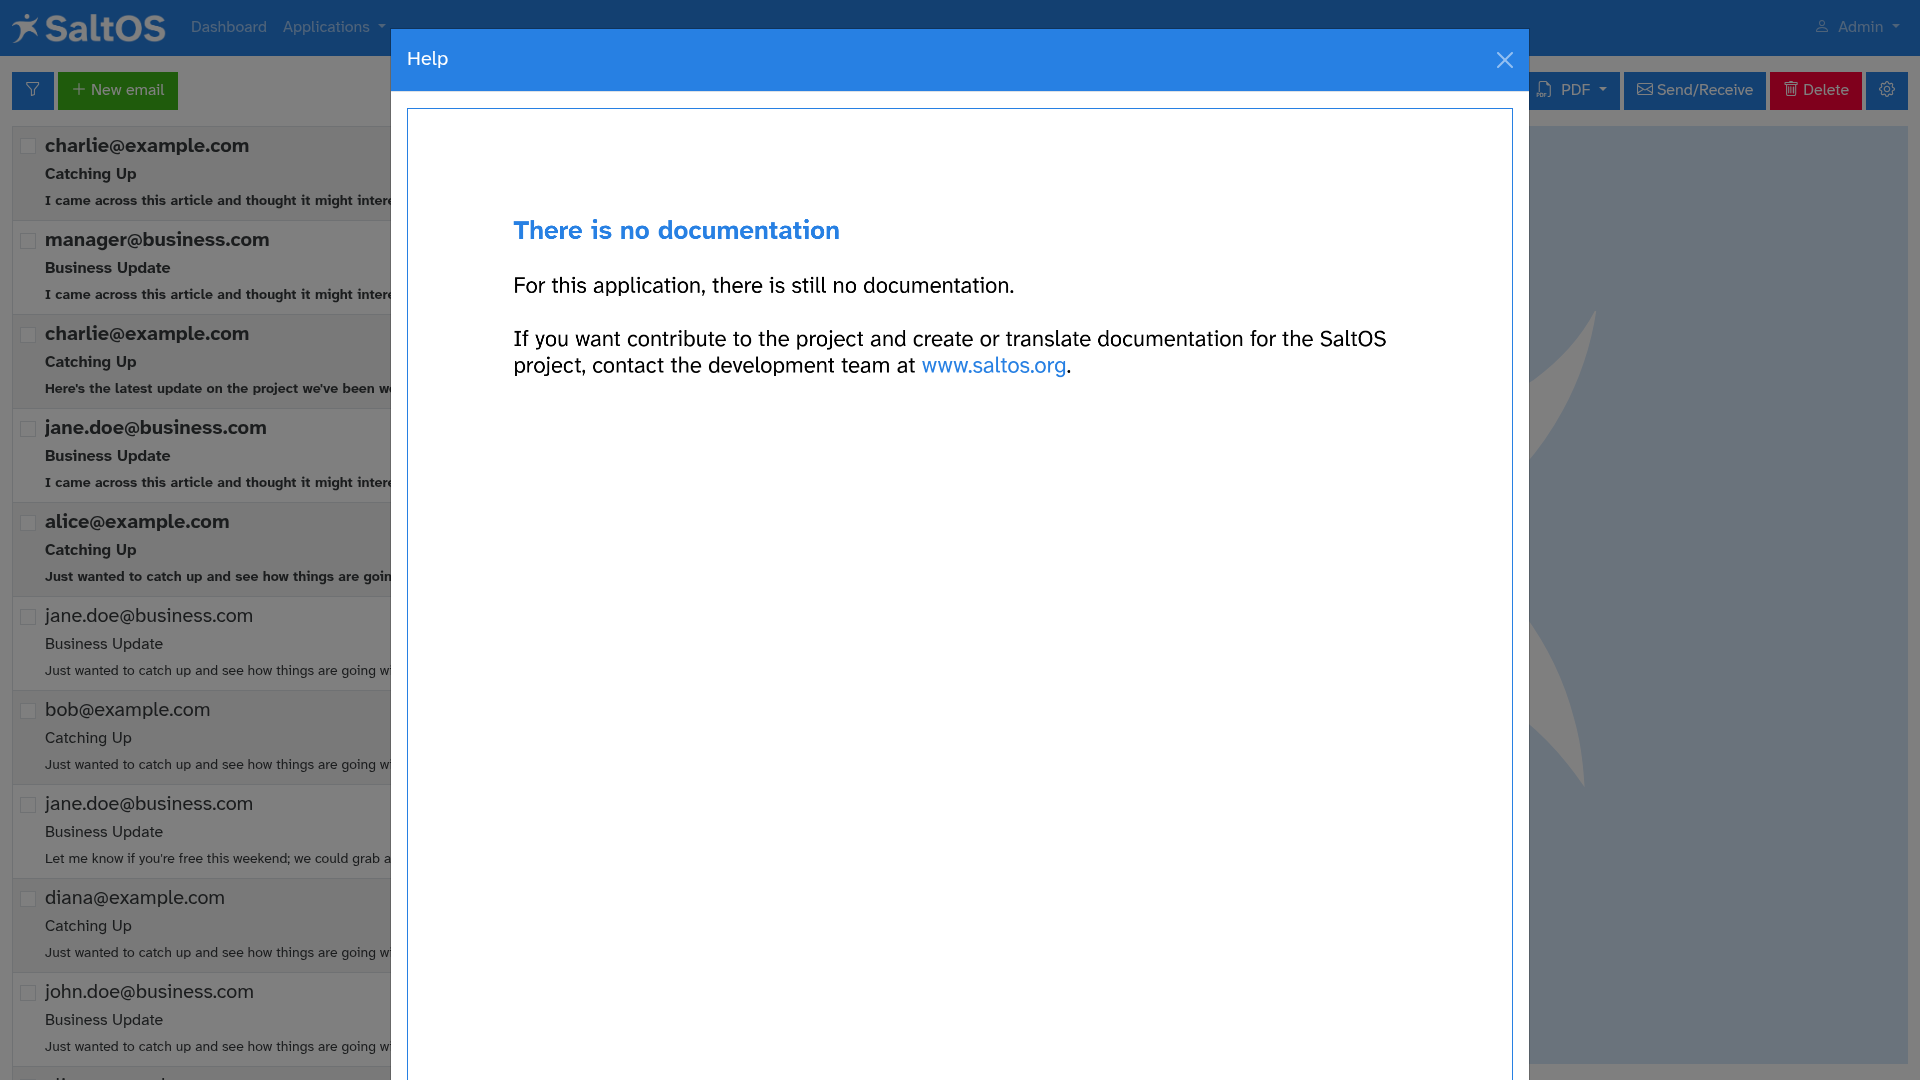 SaltOS
Dashboard
Applications
Admin
Help
New email
PDF
Send/Receive
Delete
charlie@example.com
Catching Up
I came across this article and thought it might intere
manager@business.com
Business Update
I came across this article and thought it might intere
charlie@example.com
Catching Up
Here's the latest update on the project we've been w
jane.doe@business.com
Business Update
I came across this article and thought it might intere
alice@example.com
Catching Up
Just wanted to catch up and see how things are goin
jane.doe@business.com
Business Update
Just wanted to catch up and see how things are going w
bob@example.com
Catching Up
Just wanted to catch up and see how things are going w
jane.doe@business.com
Business Update
Let me know if you're free this weekend; we could grab a
diana@example.com
Catching Up
Just wanted to catch up and see how things are going w
john.doe@business.com
Business Update
Just wanted to catch up and see how things are going w
There is no documentation
For this application, there is still no documentation.
If you want contribute to the project and create or translate documentation for the SaltOS
project, contact the development team at www.saltos.org.